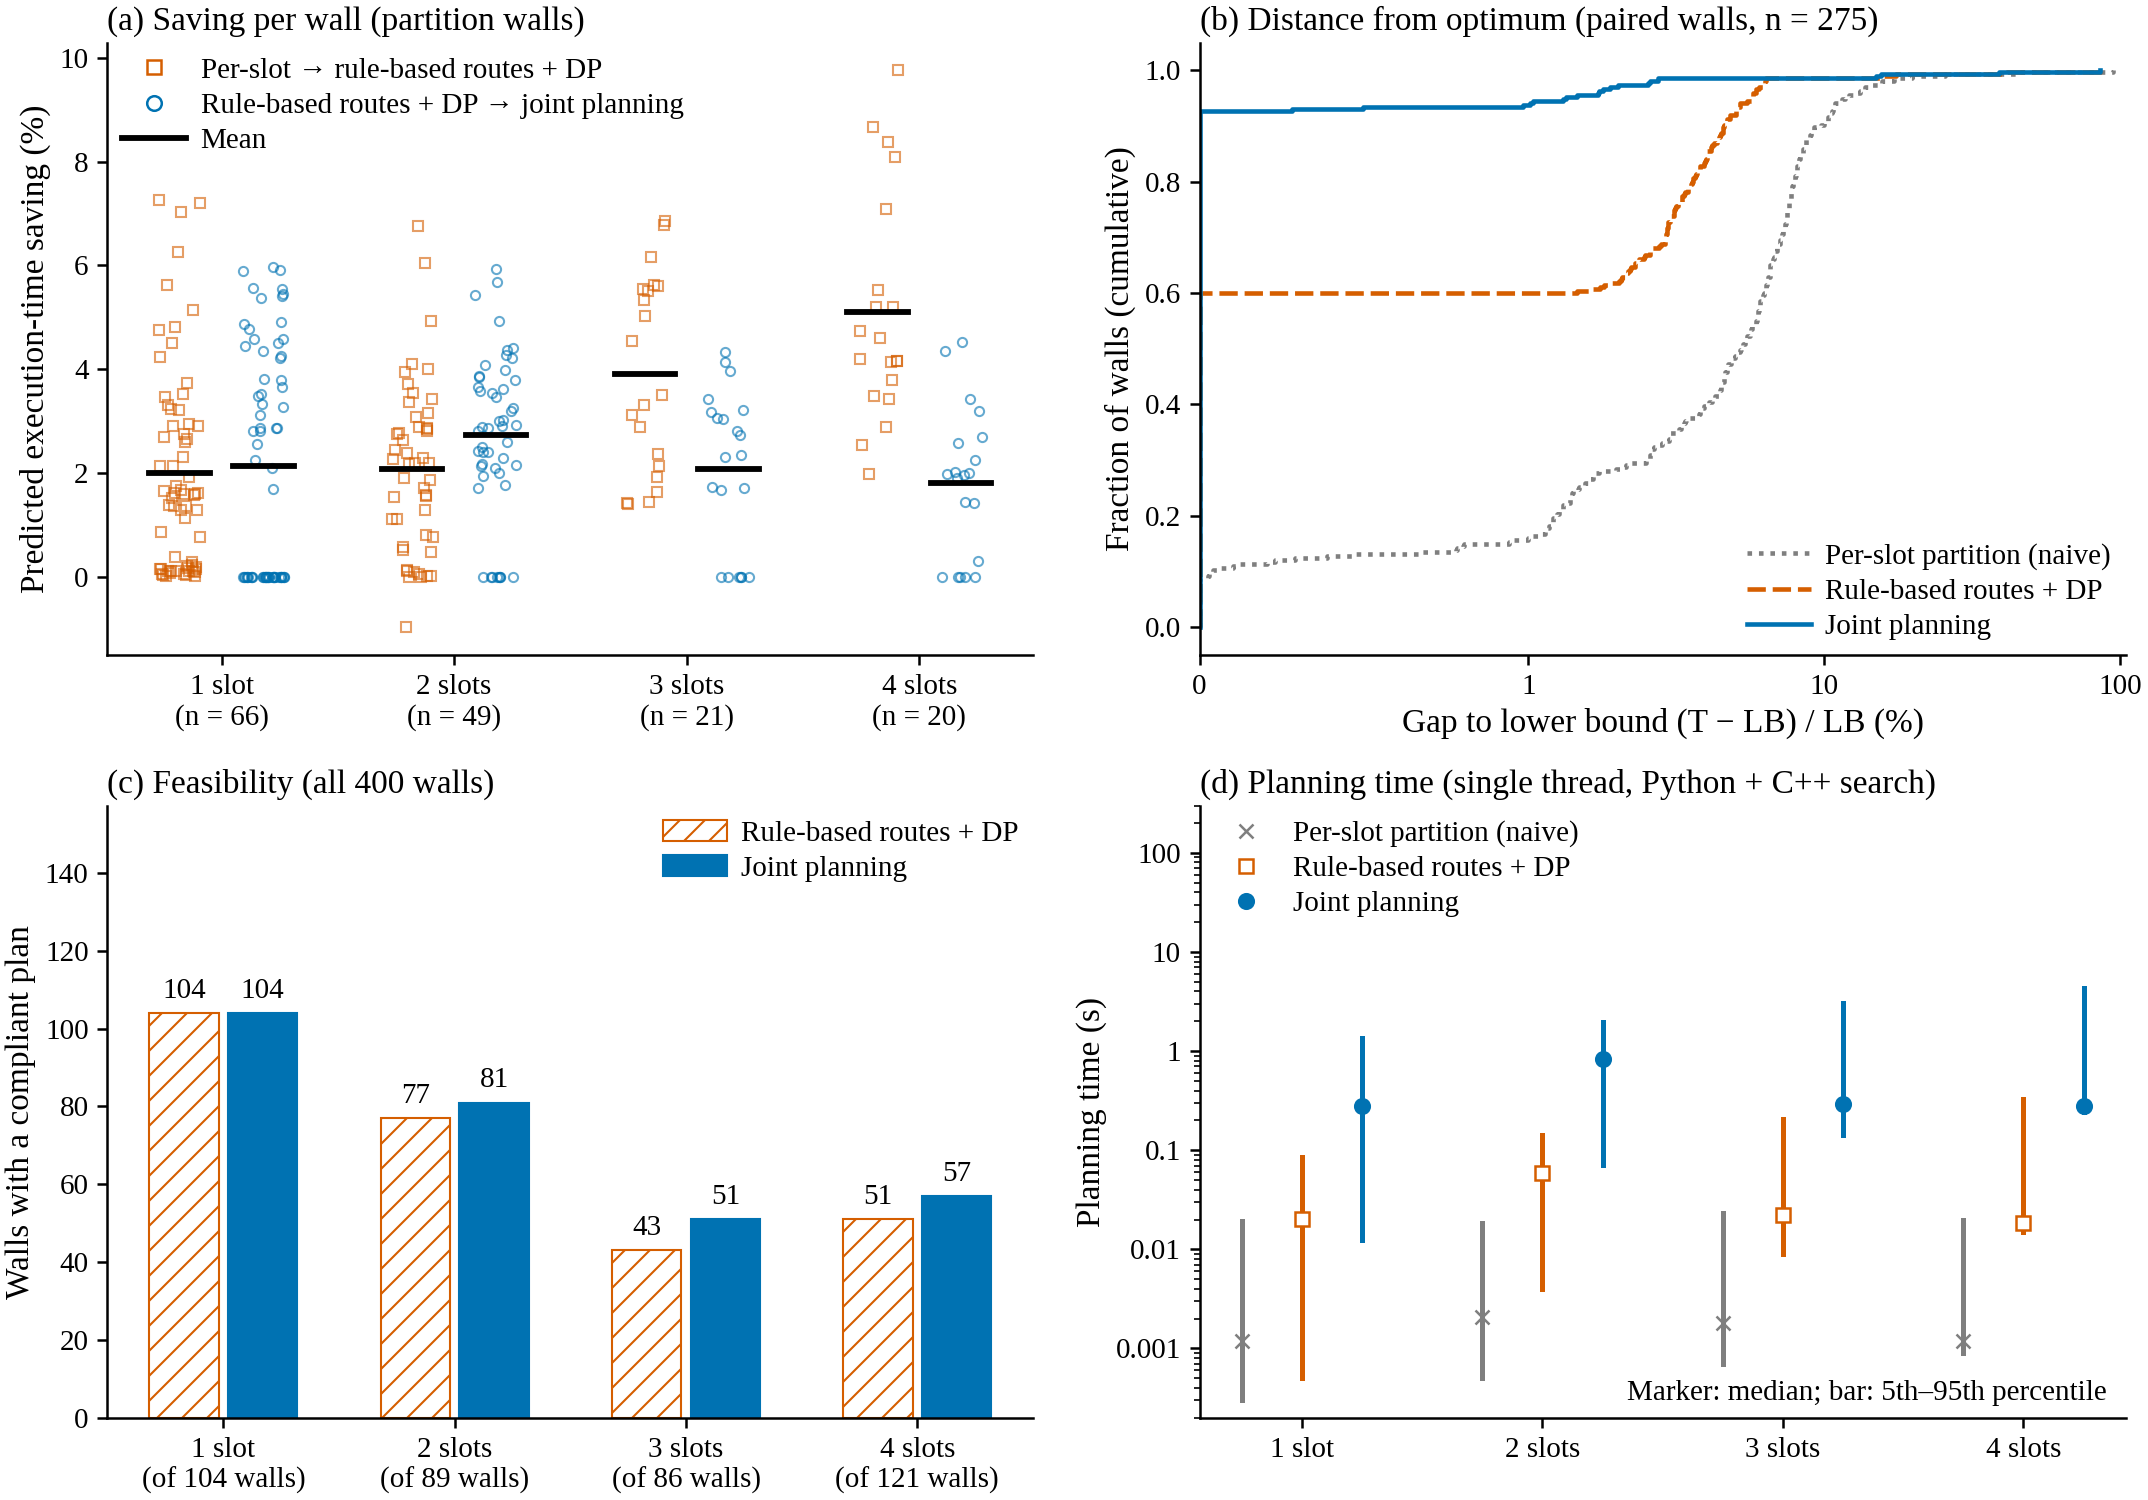 (a) Saving per wall (partition walls)
Predicted execution-time saving (%)
10
8
6
4
2
0
Per-slot → rule-based routes + DP
Rule-based routes + DP → joint planning
Mean
1 slot
(n = 66)
2 slots
(n = 49)
3 slots
(n = 21)
4 slots
(n = 20)
(b) Distance from optimum (paired walls, n = 275)
Fraction of walls (cumulative)
1.0
0.8
0.6
0.4
0.2
0.0
Per-slot partition (naive)
Rule-based routes + DP
Joint planning
0
1
10
100
Gap to lower bound (T − LB) / LB (%)
(c) Feasibility (all 400 walls)
Walls with a compliant plan
140
120
100
80
60
40
20
0
Rule-based routes + DP
Joint planning
104
104
77
81
43
51
51
57
1 slot
(of 104 walls)
2 slots
(of 89 walls)
3 slots
(of 86 walls)
4 slots
(of 121 walls)
(d) Planning time (single thread, Python + C++ search)
Planning time (s)
100
10
1
0.1
0.01
0.001
Per-slot partition (naive)
Rule-based routes + DP
Joint planning
Marker: median; bar: 5th–95th percentile
1 slot
2 slots
3 slots
4 slots